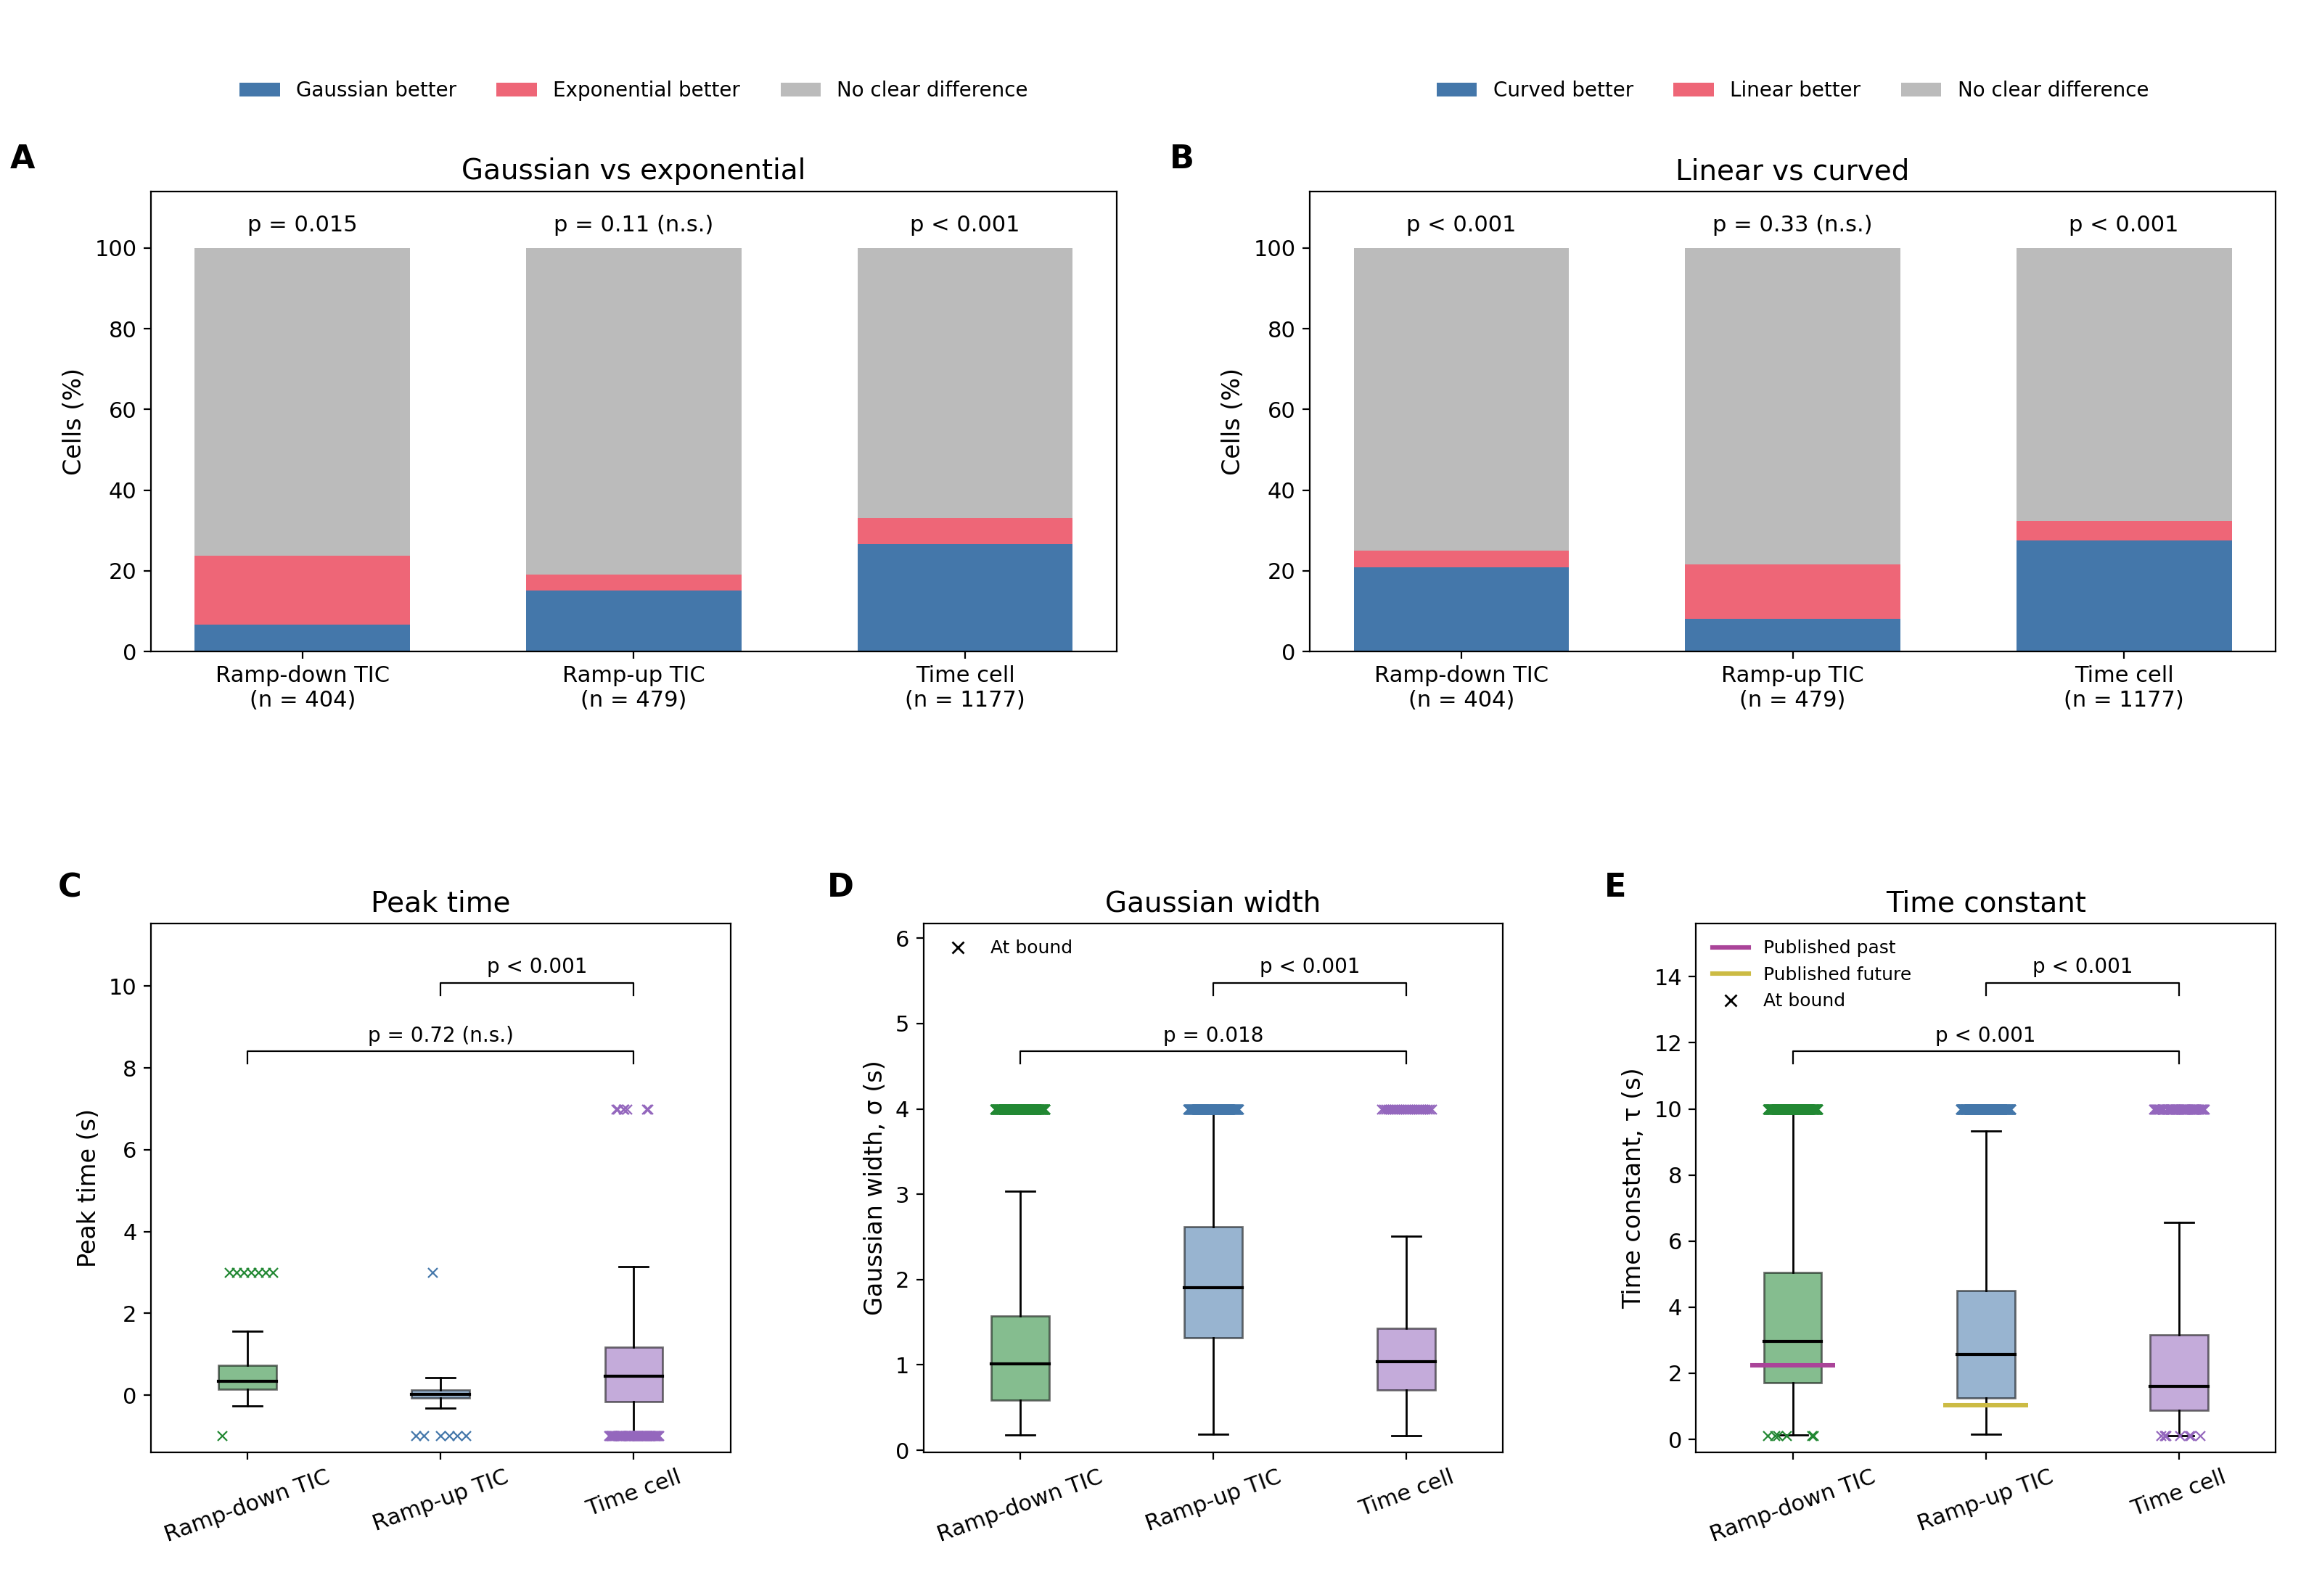 Gaussian better
Exponential better
No clear difference
Curved better
Linear better
No clear difference
A
Gaussian vs exponential
p = 0.015
p = 0.11 (n.s.)
p < 0.001
100
80
60
40
20
0
Cells (%)
Ramp-down TIC
(n = 404)
Ramp-up TIC
(n = 479)
Time cell
(n = 1177)
B
Linear vs curved
p < 0.001
p = 0.33 (n.s.)
p < 0.001
100
80
60
40
20
0
Cells (%)
Ramp-down TIC
(n = 404)
Ramp-up TIC
(n = 479)
Time cell
(n = 1177)
C
Peak time
p < 0.001
p = 0.72 (n.s.)
10
8
6
4
2
0
Peak time (s)
Ramp-down TIC
Ramp-up TIC
Time cell
D
Gaussian width
At bound
p < 0.001
p = 0.018
6
5
4
3
2
1
0
Gaussian width, σ (s)
Ramp-down TIC
Ramp-up TIC
Time cell
E
Time constant
Published past
Published future
At bound
p < 0.001
p < 0.001
14
12
10
8
6
4
2
0
Time constant, τ (s)
Ramp-down TIC
Ramp-up TIC
Time cell